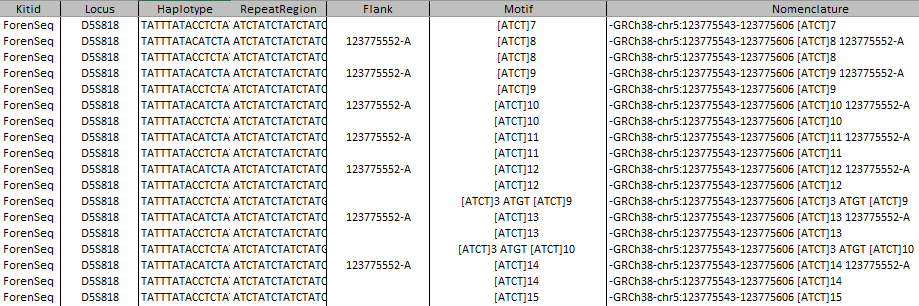 Kitid Locus Haplotype RepeatRegion Flank Motif Nomenclature
ForenSeq D5S818 TATTTATACCTCTA ATCTATCTATCTATC [ATCT]7 -GRCh38-chr5:123775543-123775606 [ATCT]7
ForenSeq D5S818 TATTTATACATCTA ATCTATCTATCTATC 123775552-A [ATCT]8 -GRCh38-chr5:123775543-123775606 [ATCT]8 123775552-A
ForenSeq D5S818 TATTTATACCTCTA ATCTATCTATCTATC [ATCT]8 -GRCh38-chr5:123775543-123775606 [ATCT]8
ForenSeq D5S818 TATTTATACATCTA ATCTATCTATCTATC 123775552-A [ATCT]9 -GRCh38-chr5:123775543-123775606 [ATCT]9 123775552-A
ForenSeq D5S818 TATTTATACCTCTA ATCTATCTATCTATC [ATCT]9 -GRCh38-chr5:123775543-123775606 [ATCT]9
ForenSeq D5S818 TATTTATACATCTA ATCTATCTATCTATC 123775552-A [ATCT]10 -GRCh38-chr5:123775543-123775606 [ATCT]10 123775552-A
ForenSeq D5S818 TATTTATACCTCTA ATCTATCTATCTATC [ATCT]10 -GRCh38-chr5:123775543-123775606 [ATCT]10
ForenSeq D5S818 TATTTATACATCTA ATCTATCTATCTATC 123775552-A [ATCT]11 -GRCh38-chr5:123775543-123775606 [ATCT]11 123775552-A
ForenSeq D5S818 TATTTATACCTCTA ATCTATCTATCTATC [ATCT]11 -GRCh38-chr5:123775543-123775606 [ATCT]11
ForenSeq D5S818 TATTTATACATCTA ATCTATCTATCTATC 123775552-A [ATCT]12 -GRCh38-chr5:123775543-123775606 [ATCT]12 123775552-A
ForenSeq D5S818 TATTTATACCTCTA ATCTATCTATCTATC [ATCT]12 -GRCh38-chr5:123775543-123775606 [ATCT]12
ForenSeq D5S818 TATTTATACCTCTA ATCTATCTATCTATG [ATCT]3 ATGT [ATCT]9 -GRCh38-chr5:123775543-123775606 [ATCT]3 ATGT [ATCT]9
ForenSeq D5S818 TATTTATACATCTA ATCTATCTATCTATC 123775552-A [ATCT]13 -GRCh38-chr5:123775543-123775606 [ATCT]13 123775552-A
ForenSeq D5S818 TATTTATACCTCTA ATCTATCTATCTATC [ATCT]13 -GRCh38-chr5:123775543-123775606 [ATCT]13
ForenSeq D5S818 TATTTATACCTCTA ATCTATCTATCTATG [ATCT]3 ATGT [ATCT]10 -GRCh38-chr5:123775543-123775606 [ATCT]3 ATGT [ATCT]10
ForenSeq D5S818 TATTTATACATCTA ATCTATCTATCTATC 123775552-A [ATCT]14 -GRCh38-chr5:123775543-123775606 [ATCT]14 123775552-A
ForenSeq D5S818 TATTTATACCTCTA ATCTATCTATCTATC [ATCT]14 -GRCh38-chr5:123775543-123775606 [ATCT]14
ForenSeq D5S818 TATTTATACCTCTA ATCTATCTATCTATC [ATCT]15 -GRCh38-chr5:123775543-123775606 [ATCT]15